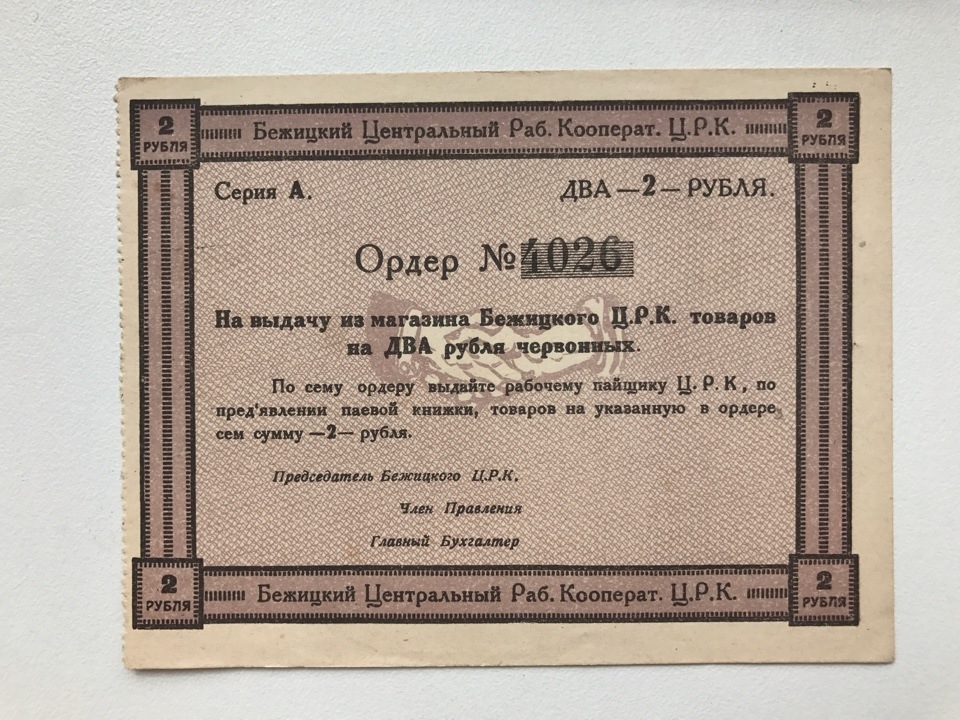 2 РУБЛЯ
Бежицкий Центральный Раб. Кооперат. Ц.Р.К.
2 РУБЛЯ
Серия А.
ДВА —2— РУБЛЯ.
Ордер № 4026
На выдачу из магазина Бежицкого Ц.Р.К. товаров
на ДВА рубля червонных.
По сему ордеру выдайте рабочему пайщику Ц. Р. К , по
пред'явлении паевой книжки, товаров на указанную в ордере
сем сумму —2— рубля.
Председатель Бежицкого Ц.Р.К.
Член Правления
Главный Бухгалтер
2 РУБЛЯ
Бежицкий Центральный Раб. Кооперат. Ц.Р.К.
2 РУБЛЯ